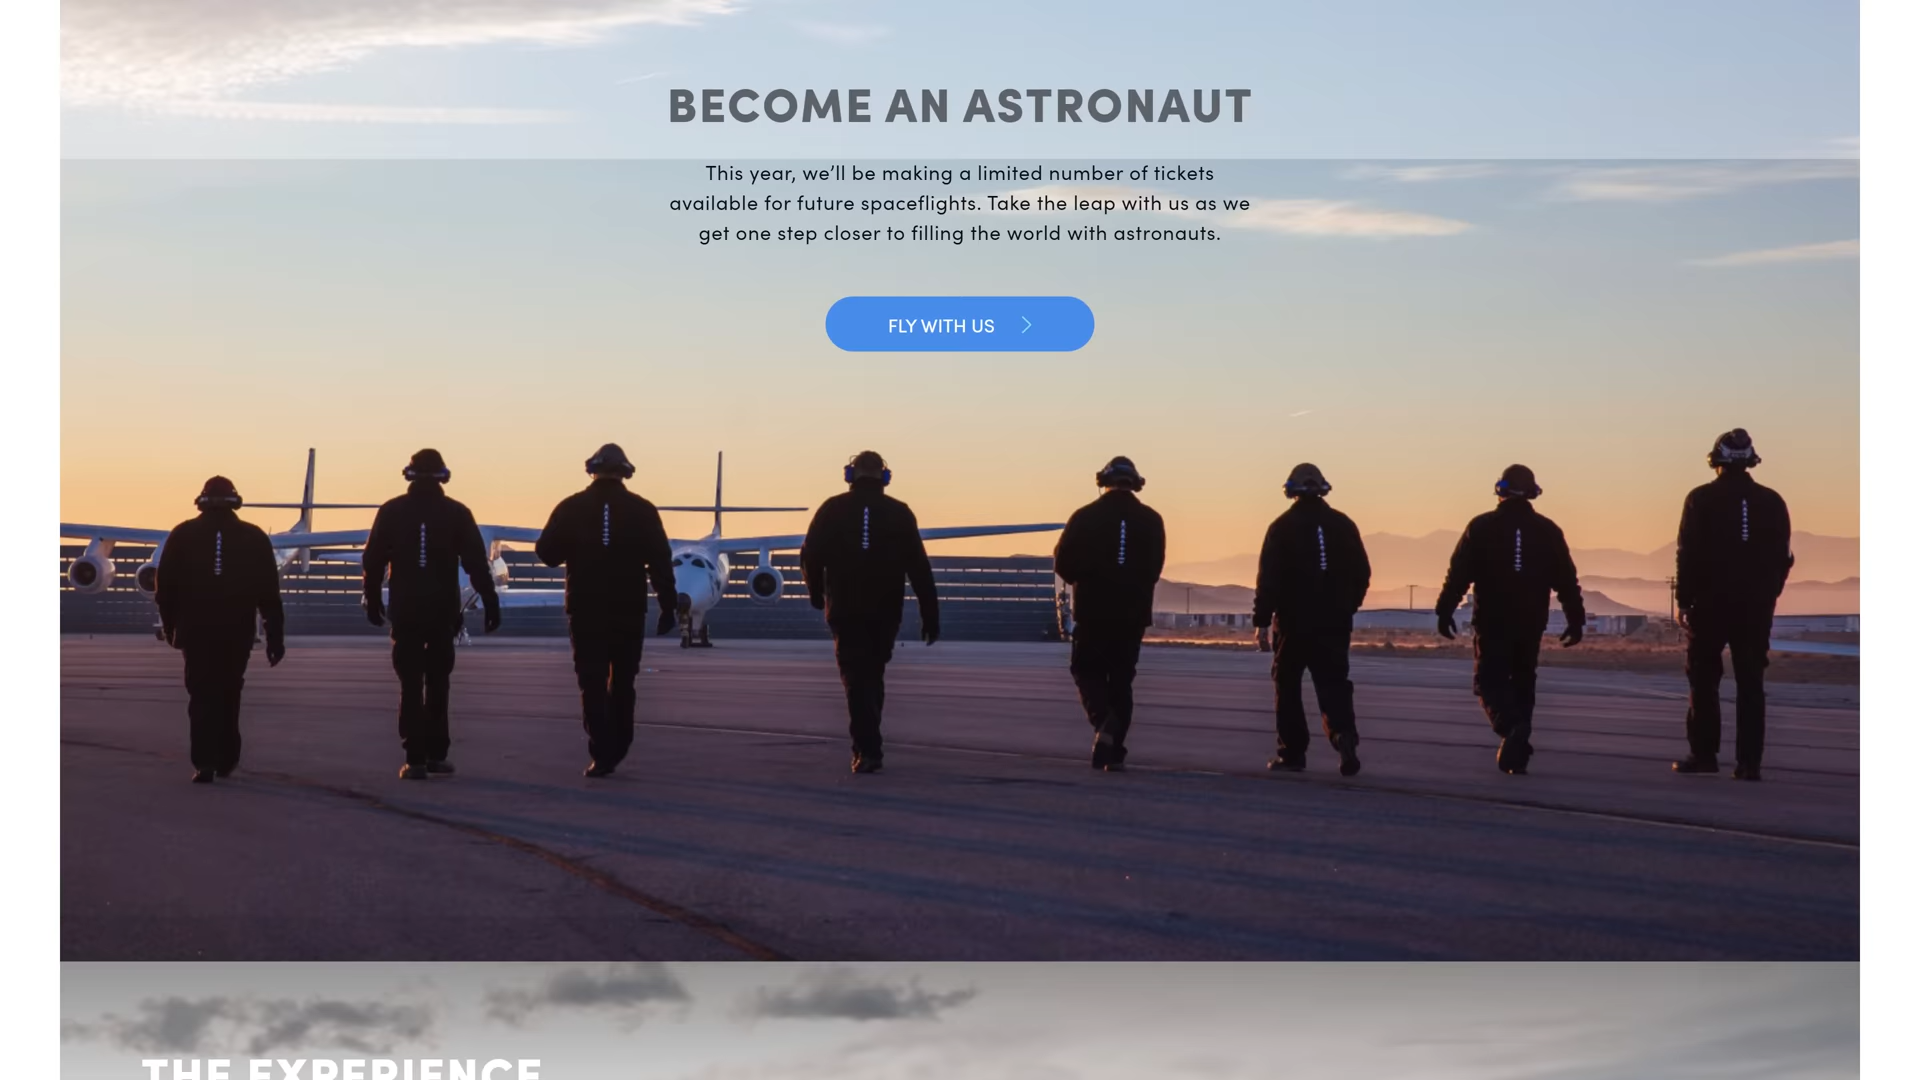 BECOME AN ASTRONAUT
This year, we’ll be making a limited number of tickets
available for future spaceflights. Take the leap with us as we
get one step closer to filling the world with astronauts.
FLY WITH US
THE EXPERIENCE